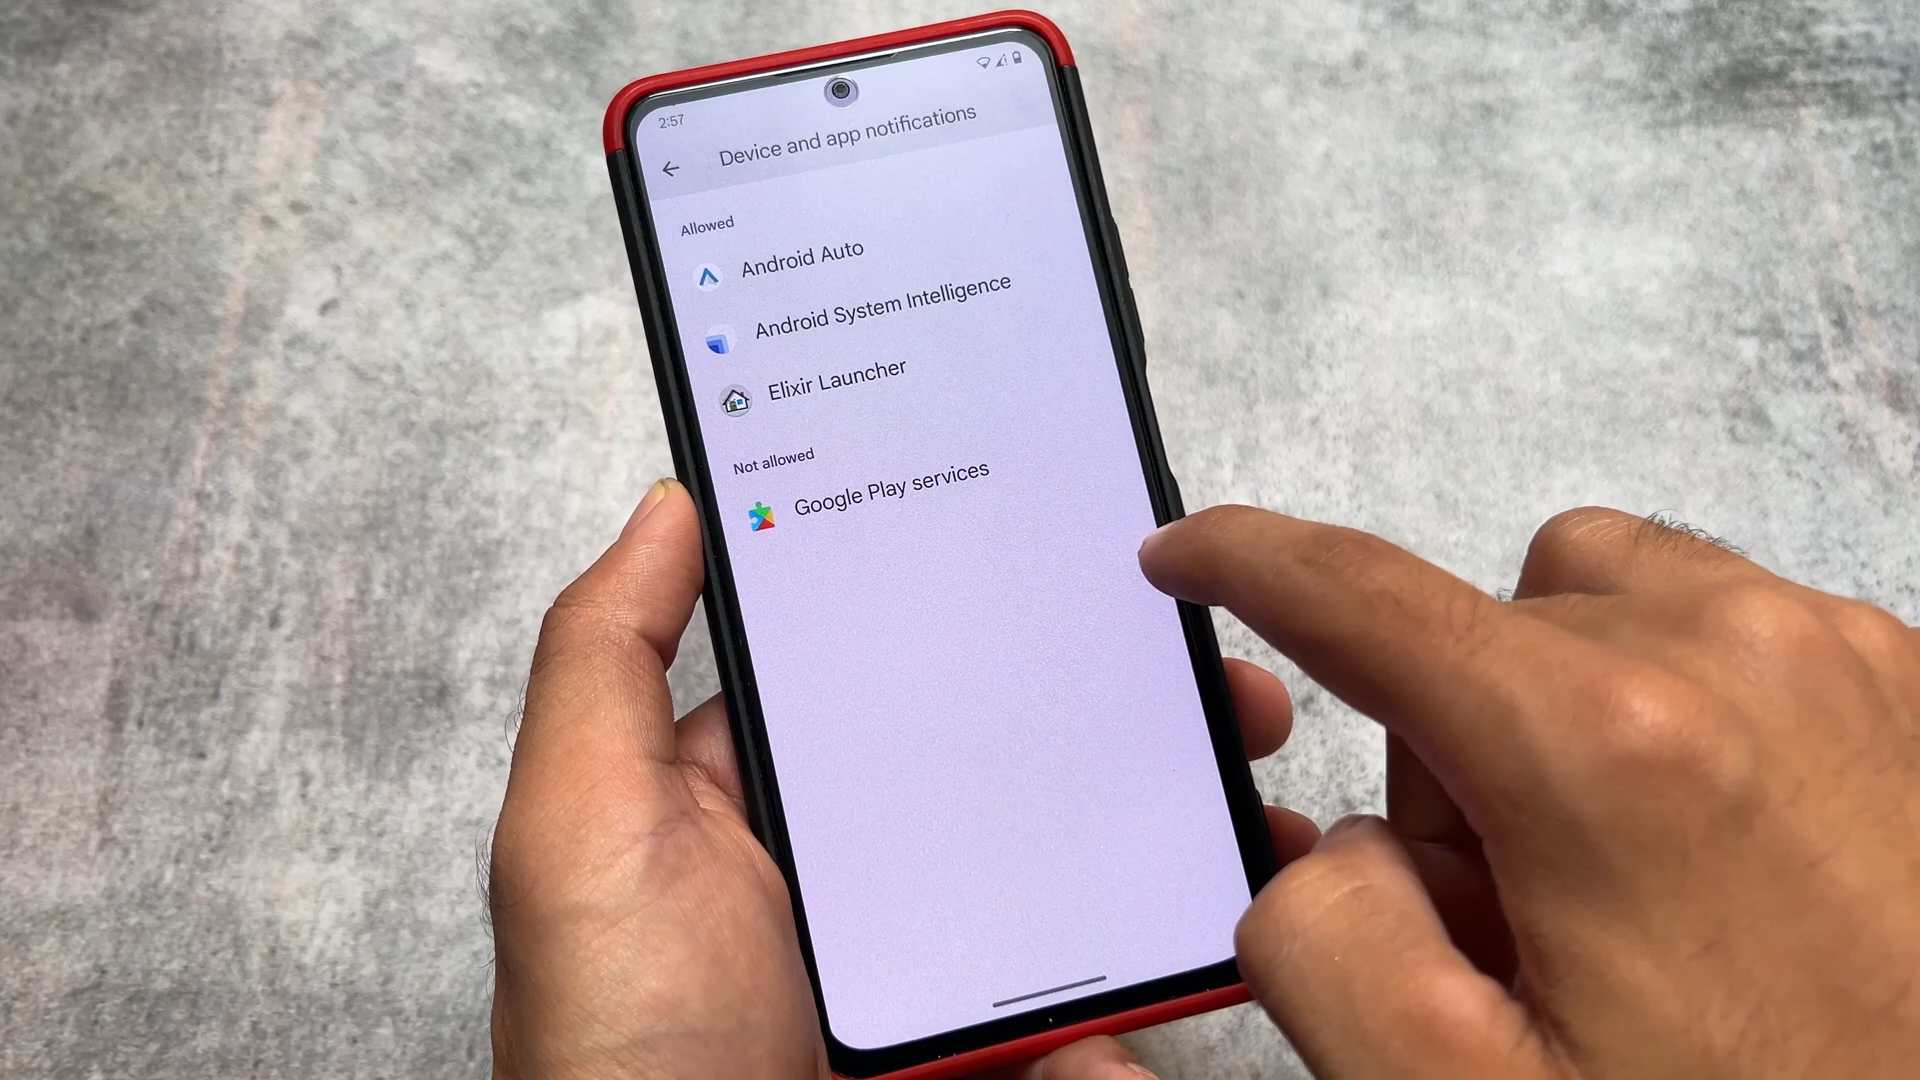 2:57
Device and app notifications
Allowed
Android Auto
Android System Intelligence
Elixir Launcher
Not allowed
Google Play services